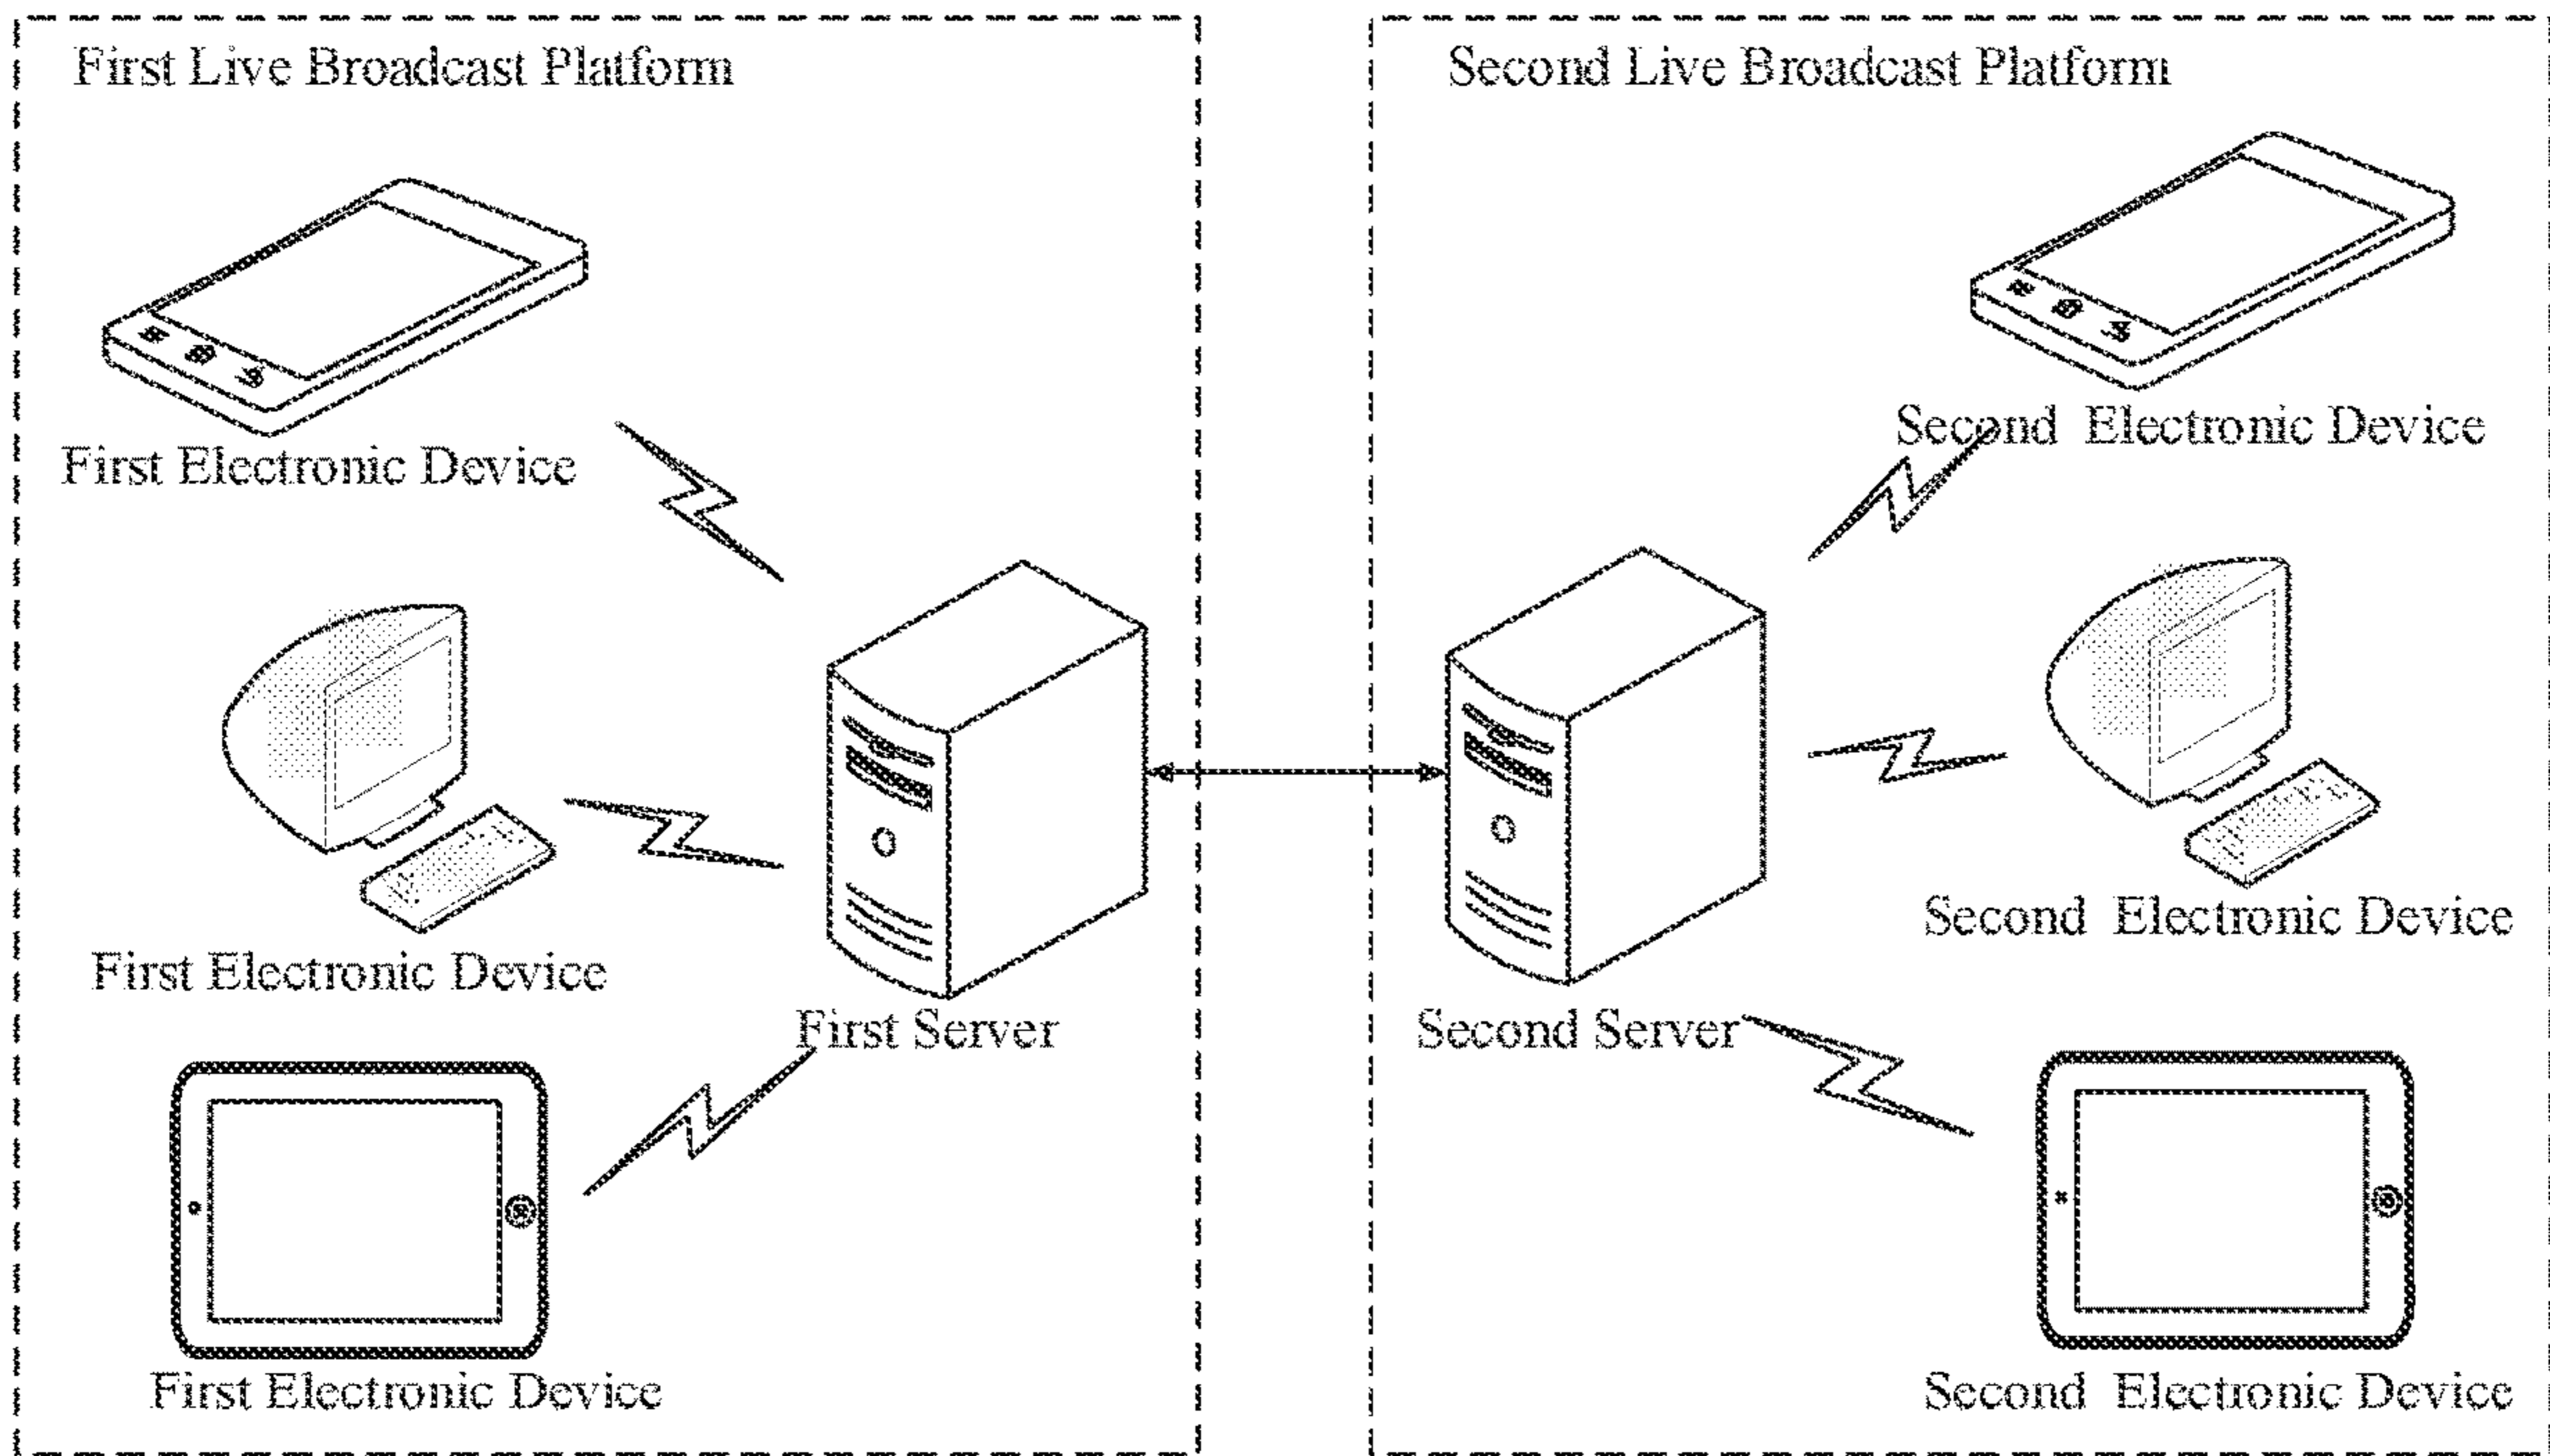 First Live Broadcast Platform
Second Live Broadcast Platform
First Electronic Device
Second Electronic Device
First Electronic Device
Second Electronic Device
First Server
Second Server
First Electronic Device
Second Electronic Device